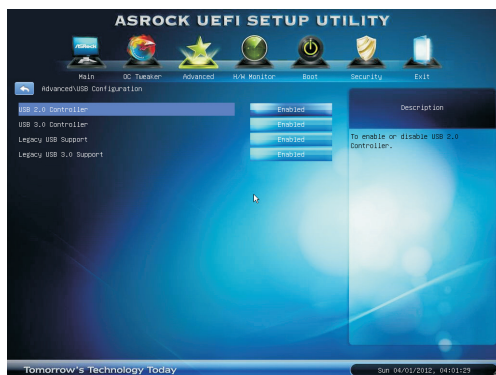 ASROCK UEFI SETUP UTILITY
ASRock
Main OC Tweaker Advanced H/W Monitor Boot Security Exit
Advanced\USB Configuration
USB 2.0 Controller Enabled
USB 3.0 Controller Enabled
Legacy USB Support Enabled
Legacy USB 3.0 Support Enabled
Description
To enable or disable USB 2.0
Controller.
Tomorrow's Technology Today
Sun 04/01/2012, 04:01:29